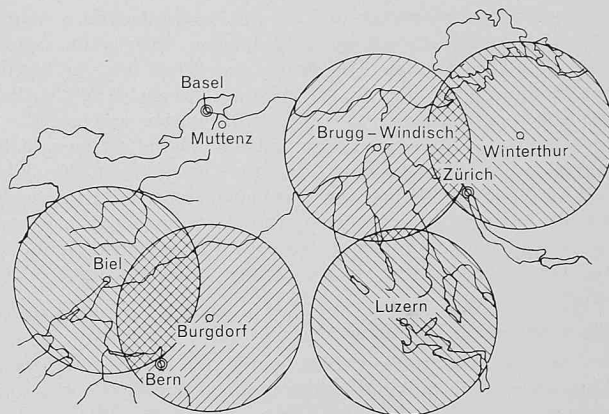 Basel
Muttenz
Brugg–Windisch
Winterthur
Zürich
Biel
Burgdorf
Luzern
Bern